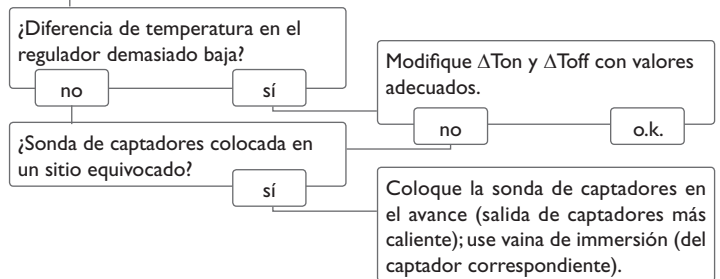 ¿Diferencia de temperatura en el
regulador demasiado baja?
no
sí
Modifique ΔTon y ΔToff con valores
adecuados.
no
o.k.
¿Sonda de captadores colocada en
un sitio equivocado?
sí
Coloque la sonda de captadores en
el avance (salida de captadores más
caliente); use vaina de immersión (del
captador correspondiente).